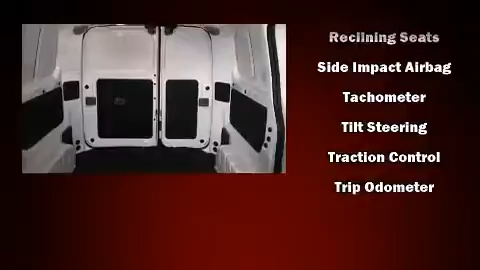 Reclining Seats
Side Impact Airbag
Tachometer
Tilt Steering
Traction Control
Trip Odometer